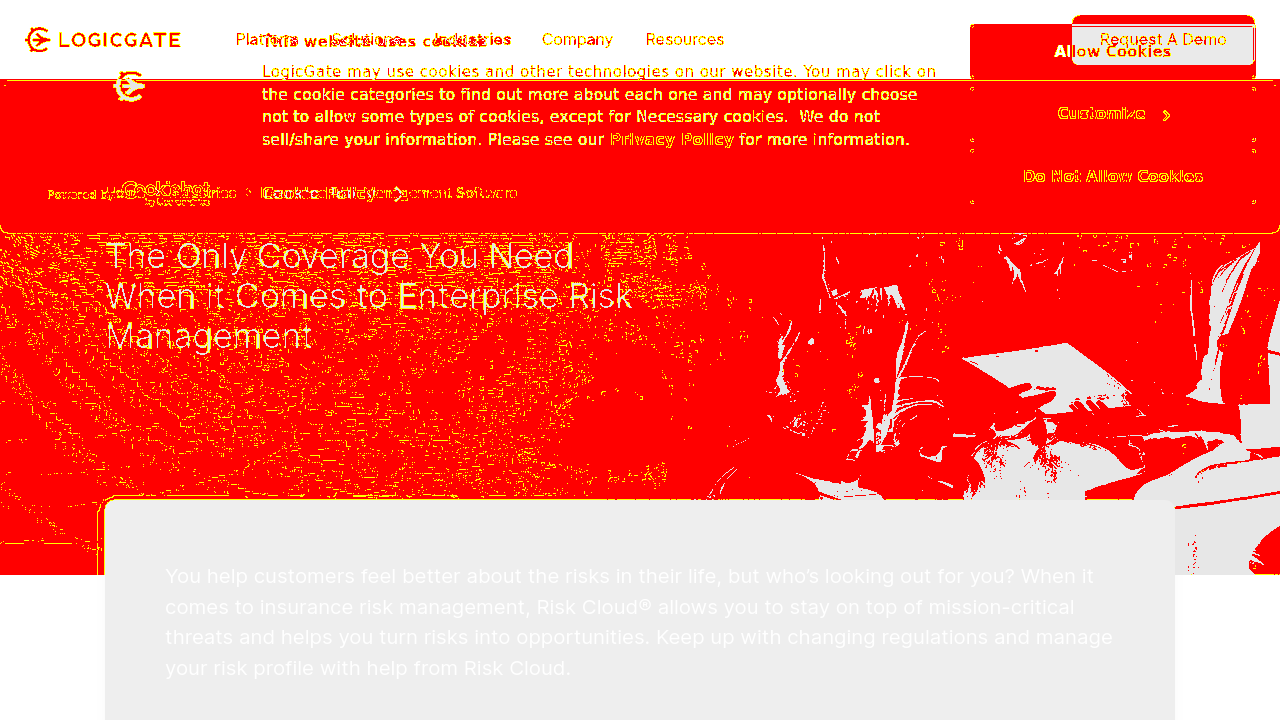 LOGICGATE
Platform Solutions Industries Company Resources
Request A Demo
This website uses cookies
Allow Cookies
LogicGate may use cookies and other technologies on our website. You may click on
the cookie categories to find out more about each one and may optionally choose
not to allow some types of cookies, except for Necessary cookies. We do not
sell/share your information. Please see our Privacy Policy for more information.
Customize
Do Not Allow Cookies
Powered by Cookiebot
Cookie Policy
Management Software
The Only Coverage You Need
When it Comes to Enterprise Risk
Management
You help customers feel better about the risks in their life, but who's looking out for you? When it
comes to insurance risk management, Risk Cloud® allows you to stay on top of mission-critical
threats and helps you turn risks into opportunities. Keep up with changing regulations and manage
your risk profile with help from Risk Cloud.